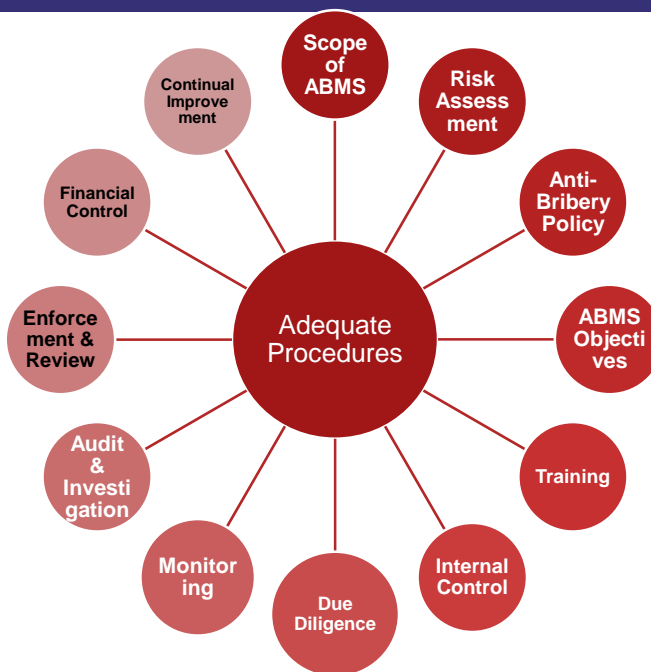 Scope
of
ABMS
Risk
Assess
ment
Anti-
Bribery
Policy
ABMS
Objecti
ves
Training
Internal
Control
Due
Diligence
Monitor
ing
Audit
&
Investi
gation
Enforce
ment &
Review
Financial
Control
Continual
Improve
ment
Adequate
Procedures